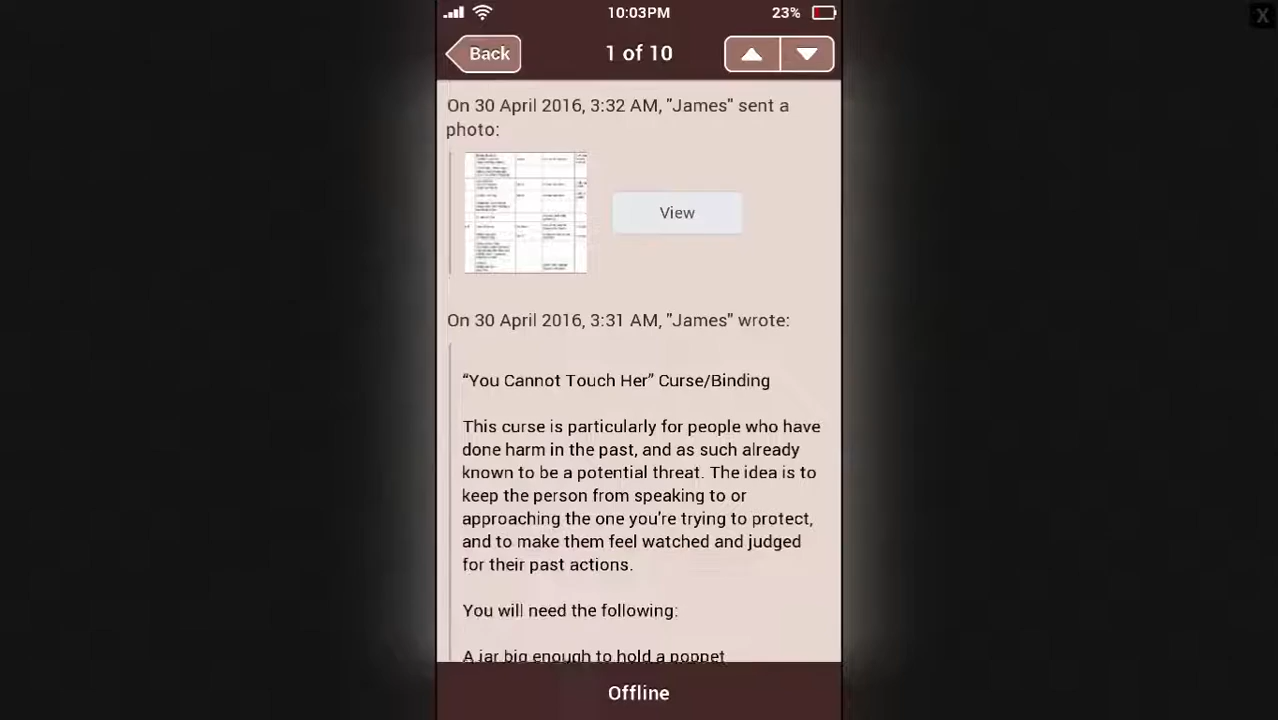 10:03PM
23%
X
Back
1 of 10
On 30 April 2016, 3:32 AM, "James" sent a
photo:
View
On 30 April 2016, 3:31 AM, "James" wrote:
“You Cannot Touch Her” Curse/Binding
This curse is particularly for people who have
done harm in the past, and as such already
known to be a potential threat. The idea is to
keep the person from speaking to or
approaching the one you're trying to protect,
and to make them feel watched and judged
for their past actions.
You will need the following:
A jar big enough to hold a poppet
Offline